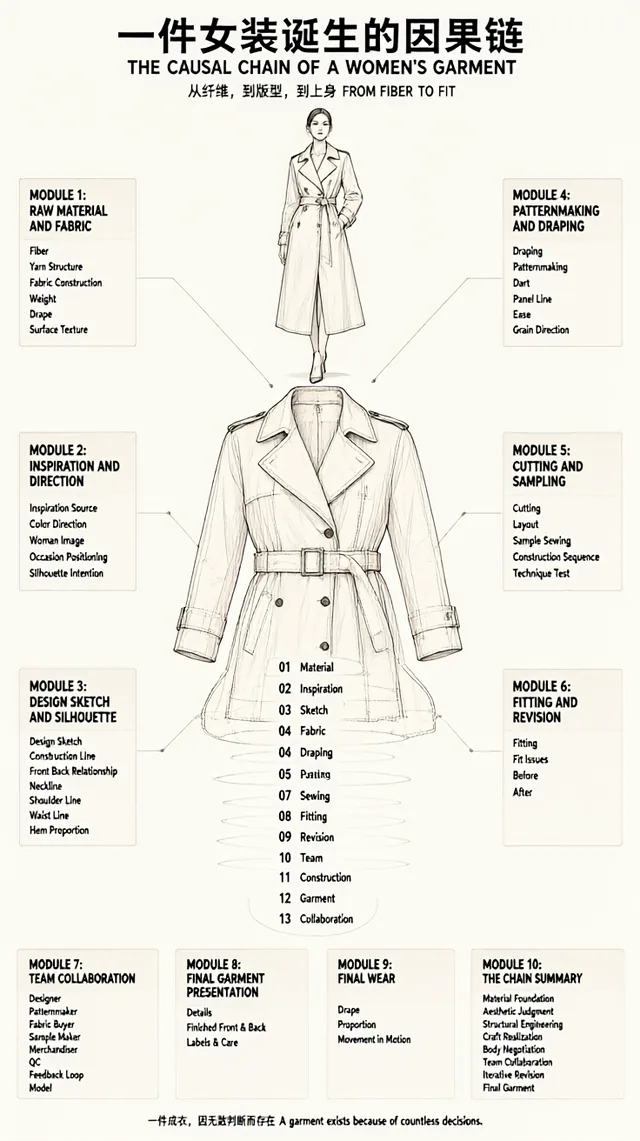 一件女装诞生的因果链
THE CAUSAL CHAIN OF A WOMEN'S GARMENT
从纤维，到版型，到上身 FROM FIBER TO FIT
MODULE 1:
RAW MATERIAL
AND FABRIC
Fiber
Yarn Structure
Fabric Construction
Weight
Drape
Surface Texture
MODULE 4:
PATTERNMAKING
AND DRAPING
Draping
Patternmaking
Dart
Panel Line
Ease
Grain Direction
MODULE 2:
INSPIRATION AND
DIRECTION
Inspiration Source
Color Direction
Woman Image
Occasion Positioning
Silhouette Intention
MODULE 5:
CUTTING AND
SAMPLING
Cutting
Layout
Sample Sewing
Construction Sequence
Technique Test
MODULE 3:
DESIGN SKETCH
AND SILHOUETTE
Design Sketch
Construction Line
Front Back Relationship
Neckline
Shoulder Line
Waist Line
Hem Proportion
MODULE 6:
FITTING AND
REVISION
Fitting
Fit Issues
Before
After
01 Material
02 Inspiration
03 Sketch
04 Fabric
04 Draping
05
07 Sewing
08 Fitting
09 Revision
10 Team
11 Construction
12 Garment
13 Collaboration
MODULE 7:
TEAM COLLABORATION
Designer
Patternmaker
Fabric Buyer
Sample Maker
Merchandiser
QC
Feedback Loop
Model
MODULE 8:
FINAL GARMENT
PRESENTATION
Details
Finiched Front & Back
Labels & Care
MODULE 9:
FINAL WEAR
Drape
Proportion
Movement in Motion
MODULE 10:
THE CHAIN SUMMARY
Material Foundation
Aesthetic Judgment
Structural Engineering
Craft Realization
Body Negotiation
Team Collaboration
Iterative Revision
Final Garment
一件成衣，因无数判断而存在 A garment exists because of countless decisions.